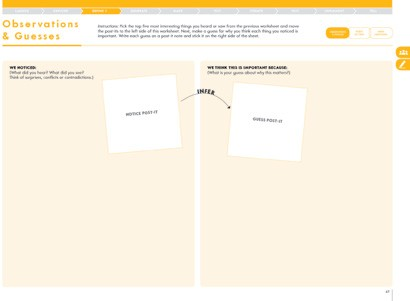 Observations
& Guesses
Instructions: Pick the top five most interesting things you heard or saw from the previous worksheet and move
the post-its to the left side of this worksheet. Next, make a guess for why you think each thing you noticed is
important. Write each guess on a post-it note and stick it on the right side of the sheet.
WE NOTICED:
(What did you hear? What did you see?
Think of surprises, conflicts or contradictions.)
NOTICE POST-IT
INFER
WE THINK THIS IS IMPORTANT BECAUSE:
(What is your guess about why this matters?)
GUESS POST-IT